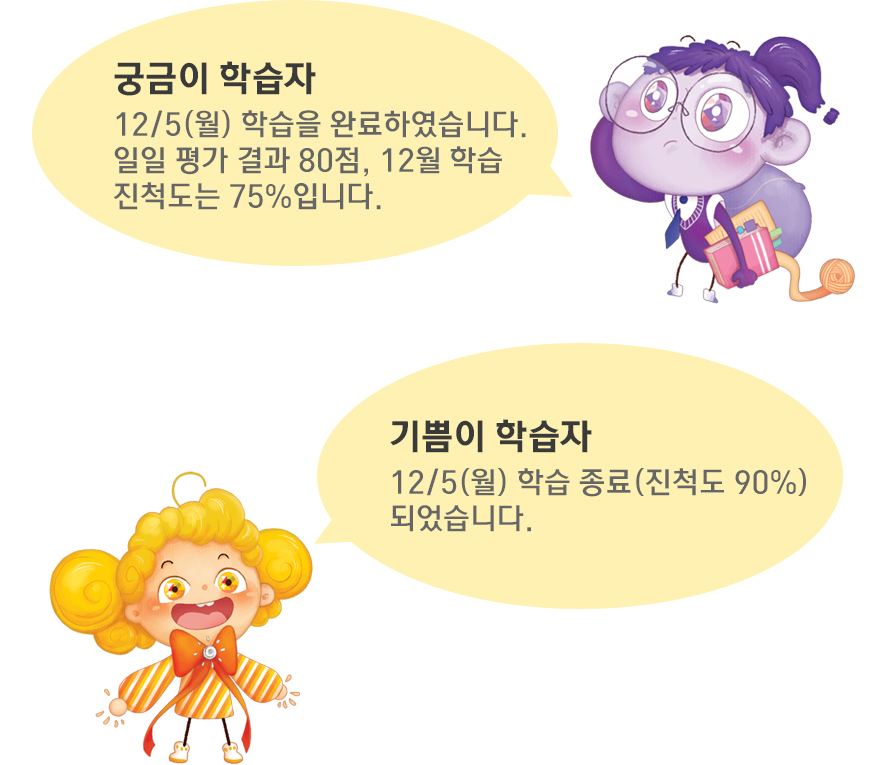 궁금이 학습자
12/5(월) 학습을 완료하였습니다.
일일 평가 결과 80점, 12월 학습
진척도는 75%입니다.
기쁨이 학습자
12/5(월) 학습 종료(진척도 90%)
되었습니다.